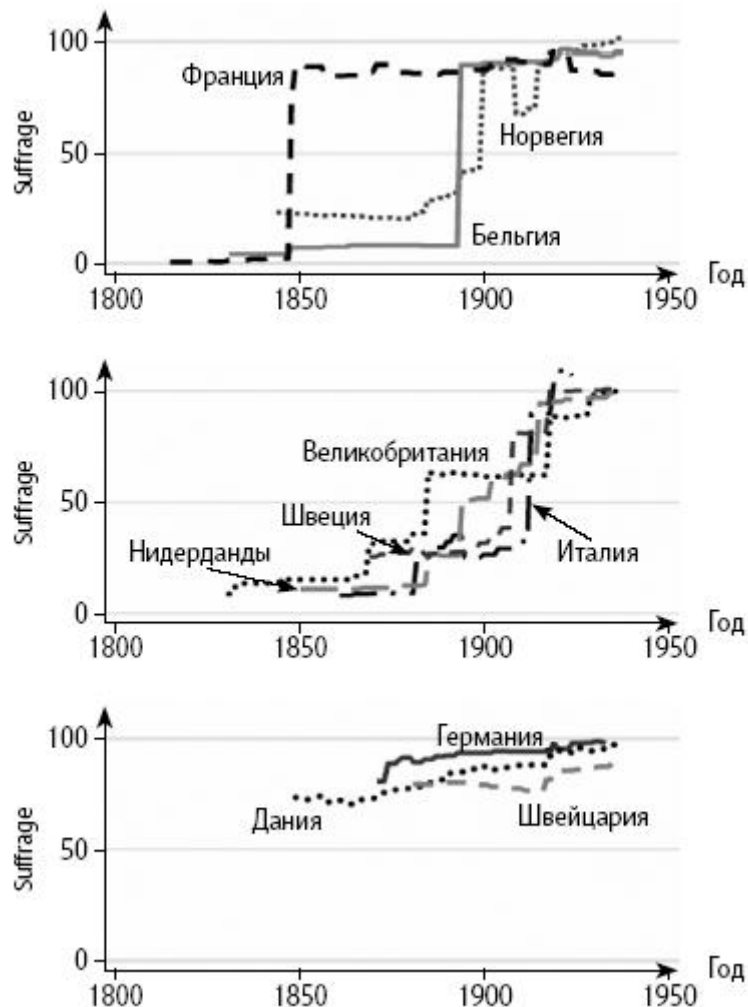 100
Франция
Suffrage
50
Норвегия
Бельгия
0
Год
1800
1850
1900
1950
100
Великобритания
Suffrage
50
Швеция
Нидерданды
Италия
0
Год
1800
1850
1900
1950
100
Германия
Suffrage
Дания
Швейцария
50
0
Год
1800
1850
1900
1950